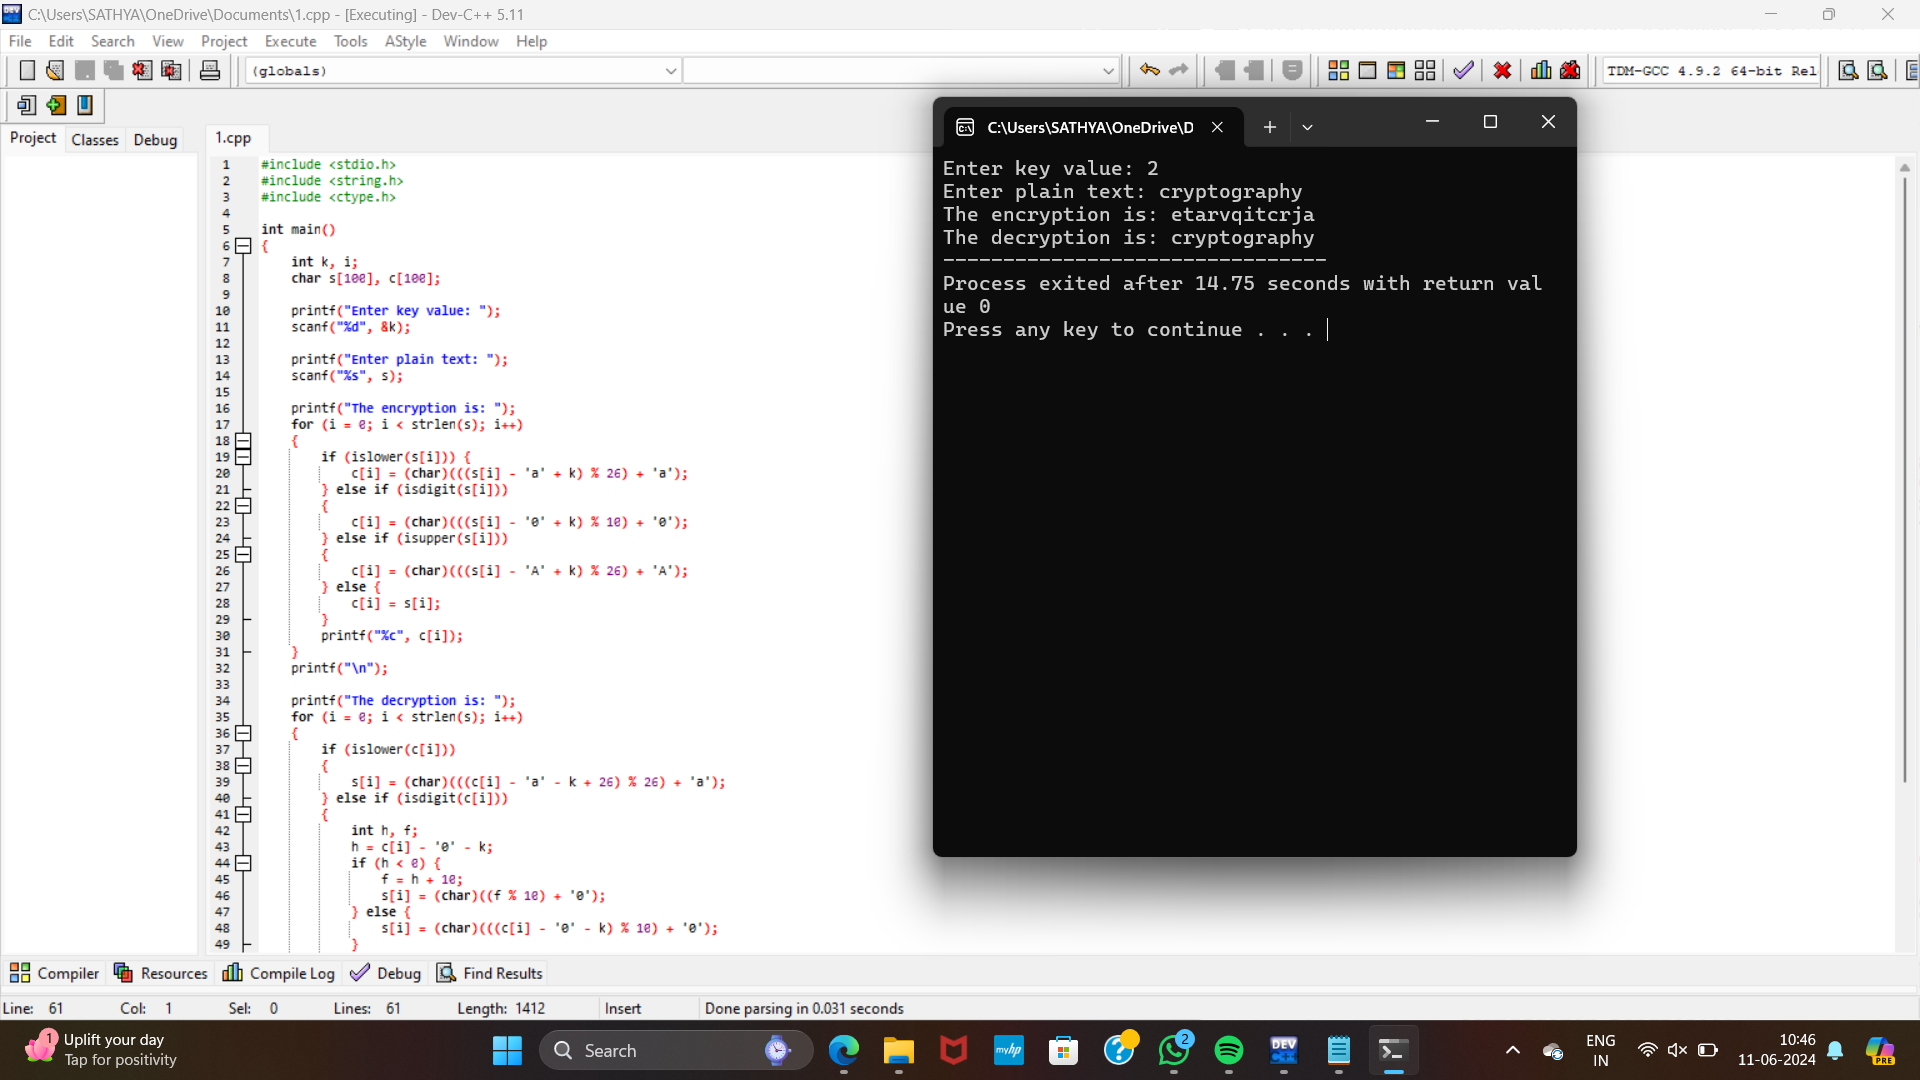 C:\Users\SATHYA\OneDrive\Documents\1.cpp - [Executing] - Dev-C++ 5.11
File Edit Search View Project Execute Tools AStyle Window Help
(globals)
TDM-GCC 4.9.2 64-bit Rel
Project Classes Debug
1.cpp
1 #include <stdio.h>
2 #include <string.h>
3 #include <ctype.h>
4
5 int main()
6 {
7 int k, i;
8 char s[100], c[100];
9
10 printf("Enter key value: ");
11 scanf("%d", &k);
12
13 printf("Enter plain text: ");
14 scanf("%s", s);
15
16 printf("The encryption is: ");
17 for (i = 0; i < strlen(s); i++)
18 {
19 if (islower(s[i])) {
20 c[i] = (char)(((s[i] - 'a' + k) % 26) + 'a');
21 } else if (isdigit(s[i]))
22 {
23 c[i] = (char)(((s[i] - '0' + k) % 10) + '0');
24 } else if (isupper(s[i]))
25 {
26 c[i] = (char)(((s[i] - 'A' + k) % 26) + 'A');
27 } else {
28 c[i] = s[i];
29 }
30 printf("%c", c[i]);
31 }
32 printf("\n");
33
34 printf("The decryption is: ");
35 for (i = 0; i < strlen(s); i++)
36 {
37 if (islower(c[i]))
38 {
39 s[i] = (char)(((c[i] - 'a' - k + 26) % 26) + 'a');
40 } else if (isdigit(c[i]))
41 {
42 int h, f;
43 h = c[i] - '0' - k;
44 if (h < 0) {
45 f = h + 10;
46 s[i] = (char)((f % 10) + '0');
47 } else {
48 s[i] = (char)(((c[i] - '0' - k) % 10) + '0');
49 }
C:\Users\SATHYA\OneDrive\D
Enter key value: 2
Enter plain text: cryptography
The encryption is: etarvqitcrja
The decryption is: cryptography
--------------------------------
Process exited after 14.75 seconds with return val
ue 0
Press any key to continue . . .
Compiler Resources Compile Log Debug Find Results
Line: 61 Col: 1 Sel: 0 Lines: 61 Length: 1412 Insert Done parsing in 0.031 seconds
1
Uplift your day
Tap for positivity
Search
myhp
2
DEV
C++
ENG
IN
10:46
11-06-2024
PRE